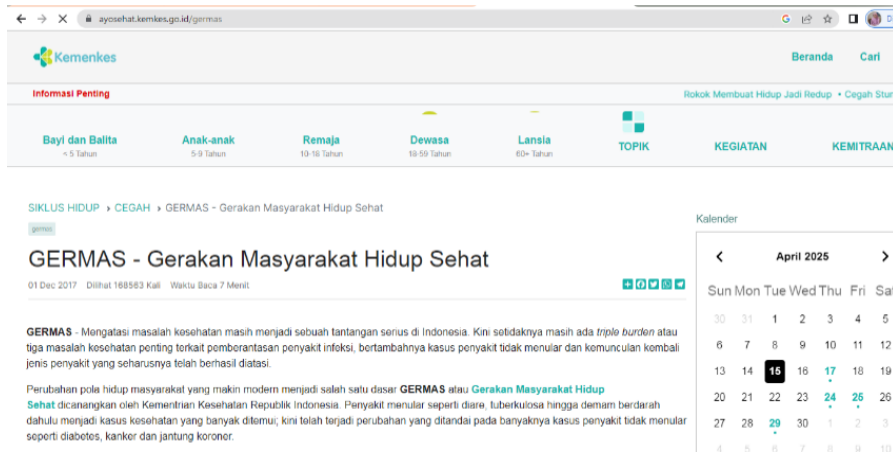 ayosehat.kemkes.go.id/germas
Kemenkes
Beranda Cari
Informasi Penting
Rokok Membuat Hidup Jadi Redup • Cegah Stun
Bayi dan Balita
< 5 Tahun
Anak-anak
5-9 Tahun
Remaja
10-18 Tahun
Dewasa
18-59 Tahun
Lansia
60+ Tahun
TOPIK
KEGIATAN
KEMITRAAN
SIKLUS HIDUP › CEGAH › GERMAS - Gerakan Masyarakat Hidup Sehat
germas
GERMAS - Gerakan Masyarakat Hidup Sehat
01 Dec 2017 Dilihat 168563 Kali Waktu Baca 7 Menit
GERMAS - Mengatasi masalah kesehatan masih menjadi sebuah tantangan serius di Indonesia. Kini setidaknya masih ada triple burden atau
tiga masalah kesehatan penting terkait pemberantasan penyakit infeksi, bertambahnya kasus penyakit tidak menular dan kemunculan kembali
jenis penyakit yang seharusnya telah berhasil diatasi.
Perubahan pola hidup masyarakat yang makin modern menjadi salah satu dasar GERMAS atau Gerakan Masyarakat Hidup
Sehat dicanangkan oleh Kementrian Kesehatan Republik Indonesia. Penyakit menular seperti diare, tuberkulosa hingga demam berdarah
dahulu menjadi kasus kesehatan yang banyak ditemui; kini telah terjadi perubahan yang ditandai pada banyaknya kasus penyakit tidak menular
seperti diabetes, kanker dan jantung koroner.
Kalender
April 2025
Sun Mon Tue Wed Thu Fri Sat
30 31 1 2 3 4 5
6 7 8 9 10 11 12
13 14 15 16 17 18 19
20 21 22 23 24 25 26
27 28 29 30 1 2 3
4 5 6 7 8 9 10